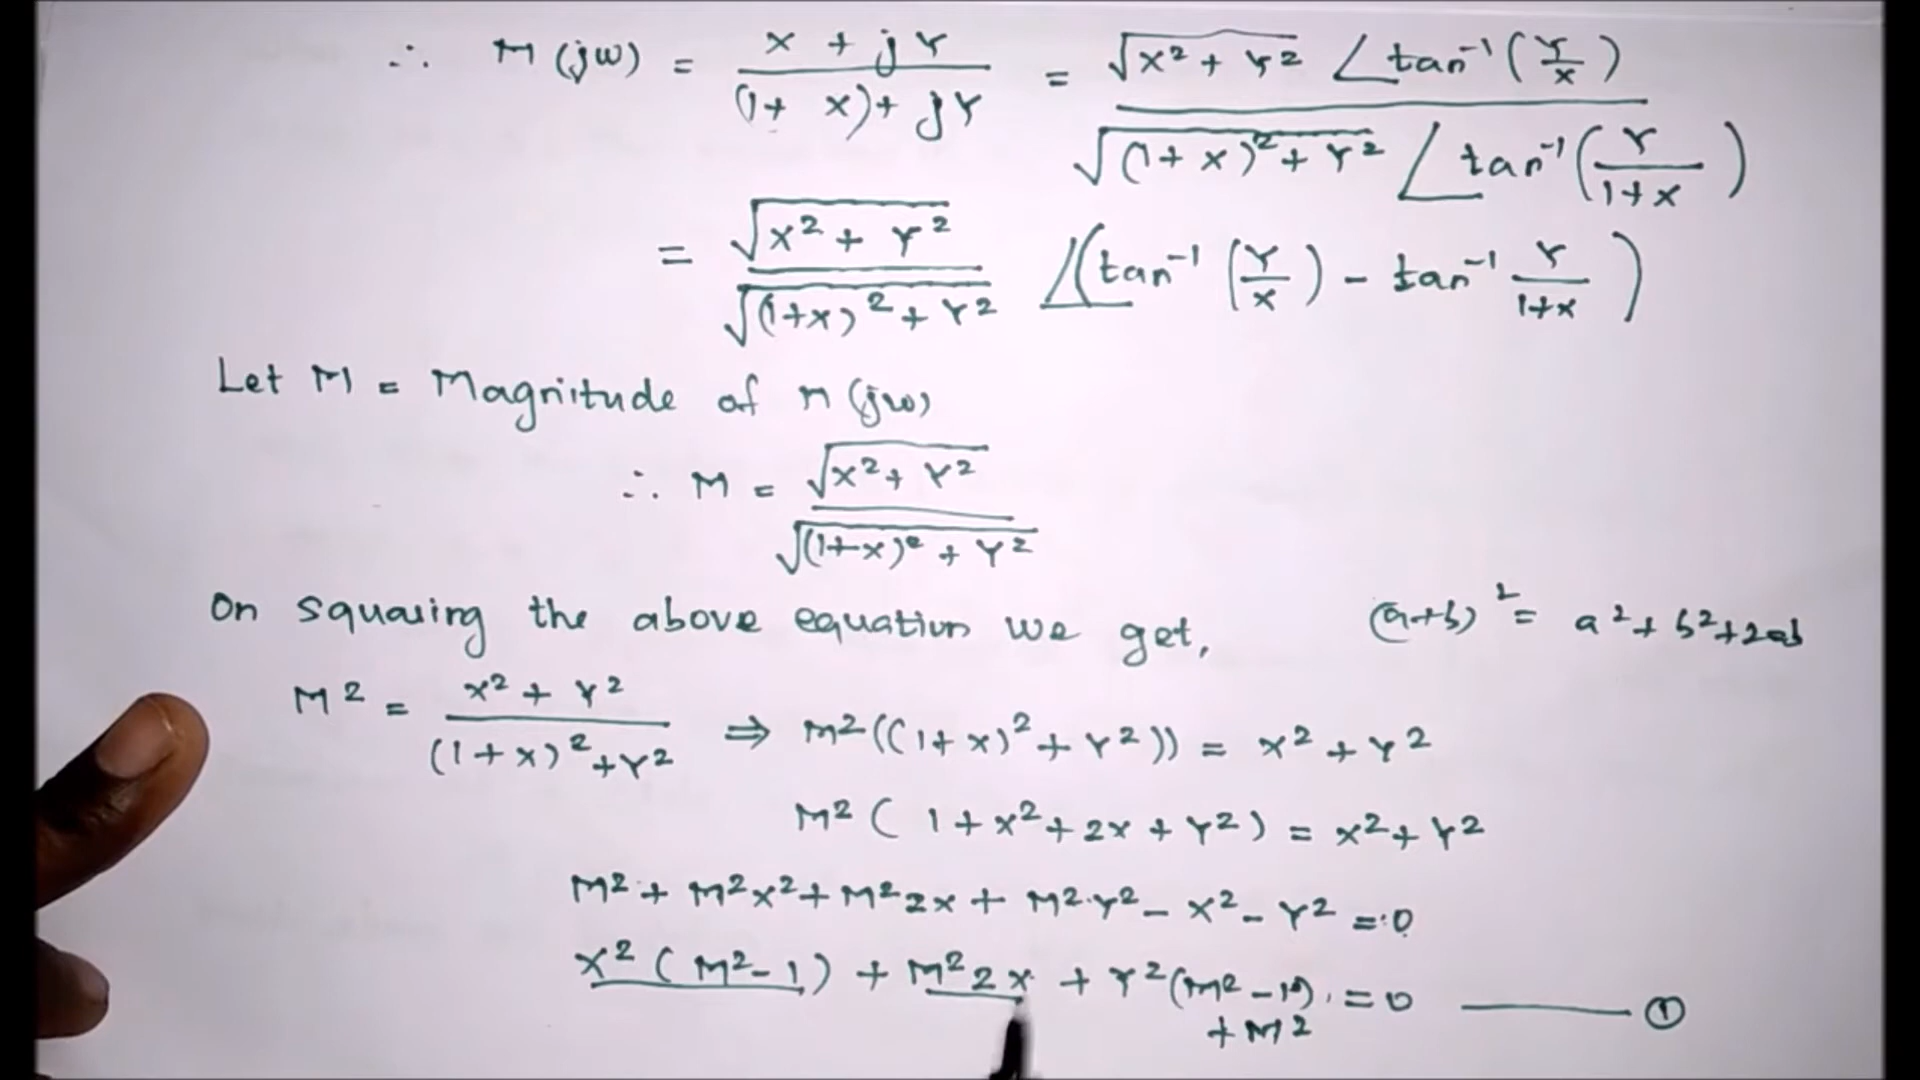 ∴ M(jω) = (x + jY) / ((1+ x)+ jY) = √(x² + Y²) ∠tan⁻¹(Y/x) / √((1+ x)² + Y²) ∠tan⁻¹(Y/(1+x))
= √(x² + Y²) / √((1+x)² + Y²) ∠(tan⁻¹(Y/x) - tan⁻¹ Y/(1+x))
Let M = Magnitude of M(jω)
∴ M = √(x² + Y²) / √((1+x)² + Y²)
On squaring the above equation we get, (a+b)² = a² + b² + 2ab
M² = (x² + Y²) / ((1+x)² + Y²) ⇒ M²((1+x)² + Y²)) = x² + Y²
M² ( 1 + x² + 2x + Y²) = x² + Y²
M² + M²x² + M²2x + M²Y² - x² - Y² = 0
x² (M² - 1) + M²2x + Y²(M² - 1) = 0 ——— ①
+ M²